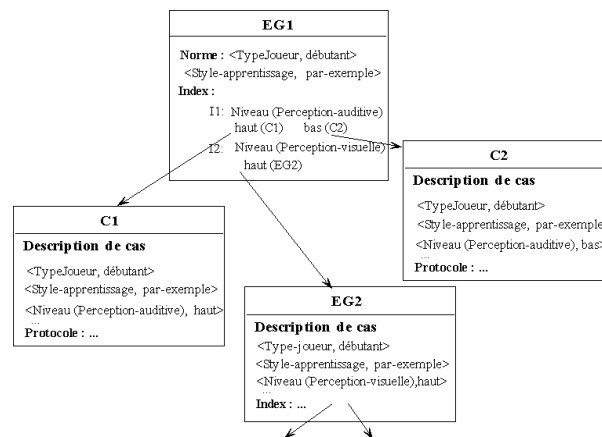 EG1
Norme : <TypeJoueur, débutant>
<Style-apprentissage, par-exemple>
Index :
I1: Niveau (Perception-auditive)
haut (C1) bas (C2)
I2: Niveau (Perception-visuelle)
haut (EG2)
C2
Description de cas
<TypeJoueur, débutant>
<Style-apprentissage, par-exemple
<Niveau (Perception-auditive), bas>
...
Protocole : ...
C1
Description de cas
<TypeJoueur, débutant>
<Style-apprentissage, par-exemple>
<Niveau (Perception-auditive), haut>
...
Protocole : ...
EG2
Description de cas
<Type-joueur, débutant>
<Style-apprentissage, par-exemple>
<Niveau (Perception-visuelle),haut>
...
Index : ...